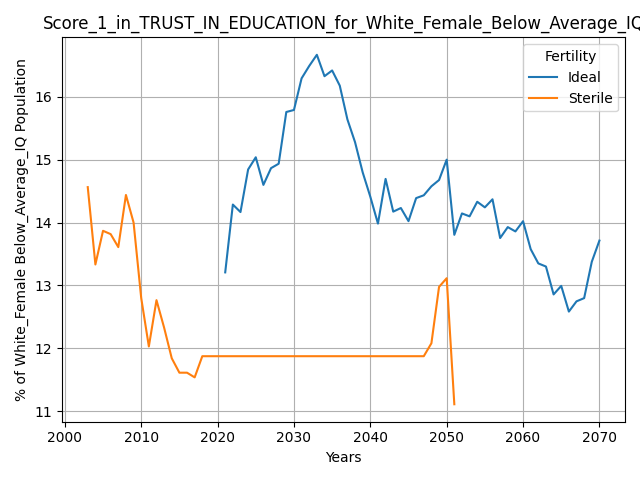 Score_1_in_TRUST_IN_EDUCATION_for_White_Female_Below_Average_IQ
% of White_Female Below_Average_IQ Population
16
15
14
13
12
11
Fertility
Ideal
Sterile
2000 2010 2020 2030 2040 2050 2060 2070
Years